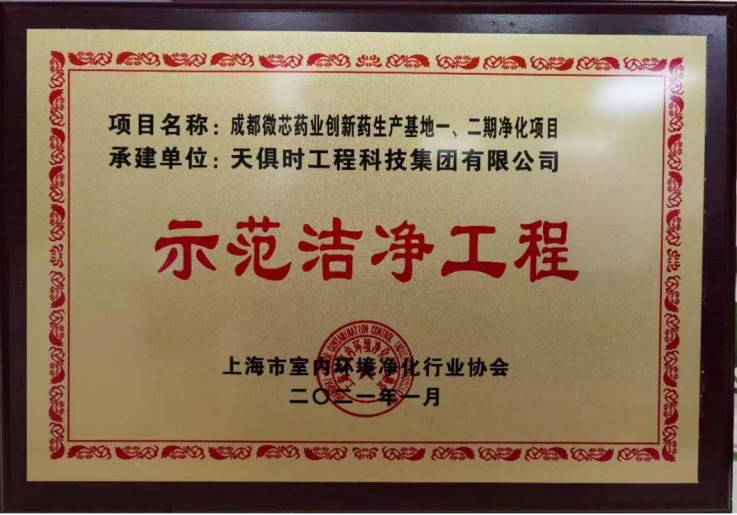 项目名称：成都微芯药业创新药生产基地一、二期净化项目
承建单位：天俱时工程科技集团有限公司
示范洁净工程
上海市室内环境净化行业协会
二〇二一年一月